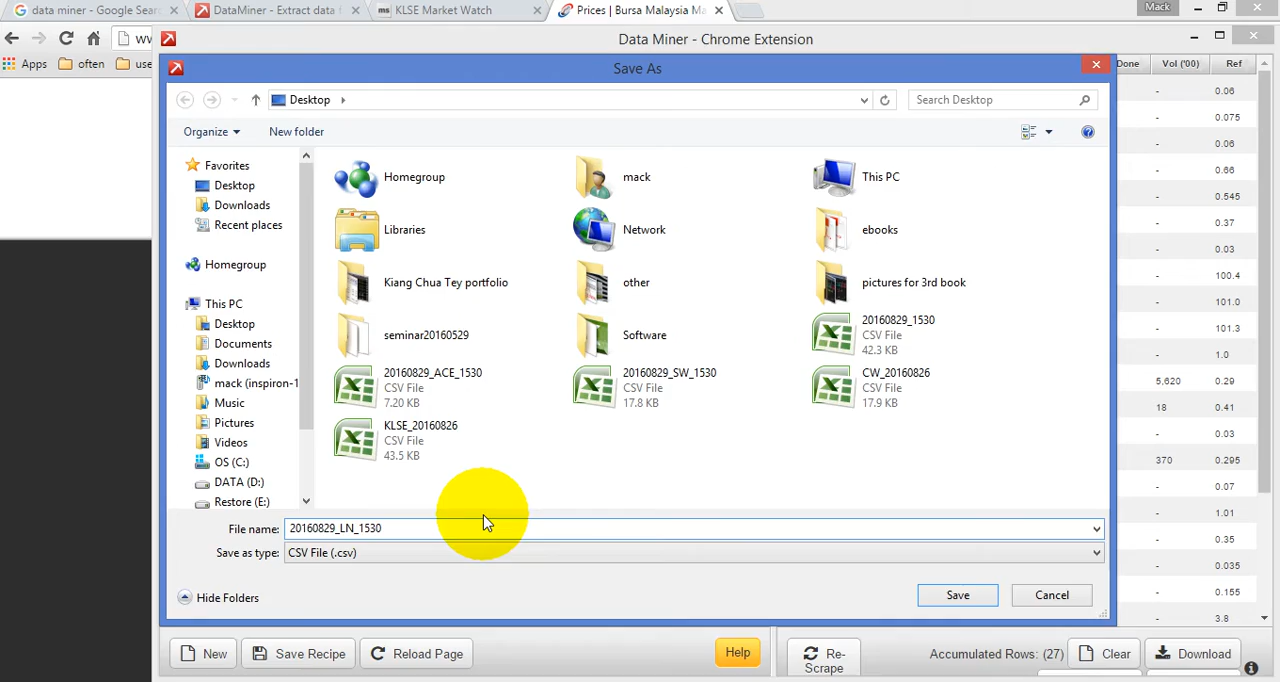 data miner - Google Sear
DataMiner - Extract data f
ms KLSE Market Watch
Prices | Bursa Malaysia Ma
Mack
ww
Data Miner - Chrome Extension
Apps
often
use
Save As
Done Vol ('00) Ref
Desktop
Search Desktop
Organize
New folder
Favorites
Desktop
Downloads
Recent places
Homegroup
This PC
Desktop
Documents
Downloads
mack (inspiron-1
Music
Pictures
Videos
OS (C:)
DATA (D:)
Restore (E:)
Homegroup
mack
This PC
Libraries
Network
ebooks
Kiang Chua Tey portfolio
other
pictures for 3rd book
seminar20160529
Software
20160829_1530
CSV File
42.3 KB
20160829_ACE_1530
CSV File
7.20 KB
20160829_SW_1530
CSV File
17.8 KB
CW_20160826
CSV File
17.9 KB
KLSE_20160826
CSV File
43.5 KB
- 0.06
- 0.075
- 0.06
- 0.66
- 0.545
- 0.37
- 0.03
- 100.4
- 101.0
- 101.3
- 1.0
5,620 0.29
18 0.41
- 0.03
370 0.295
- 0.07
- 1.01
- 0.35
- 0.035
- 0.155
- 3.8
File name: 20160829_LN_1530
Save as type: CSV File (.csv)
Hide Folders
Save
Cancel
New
Save Recipe
Reload Page
Help
Re-
Scrape
Accumulated Rows: (27)
Clear
Download